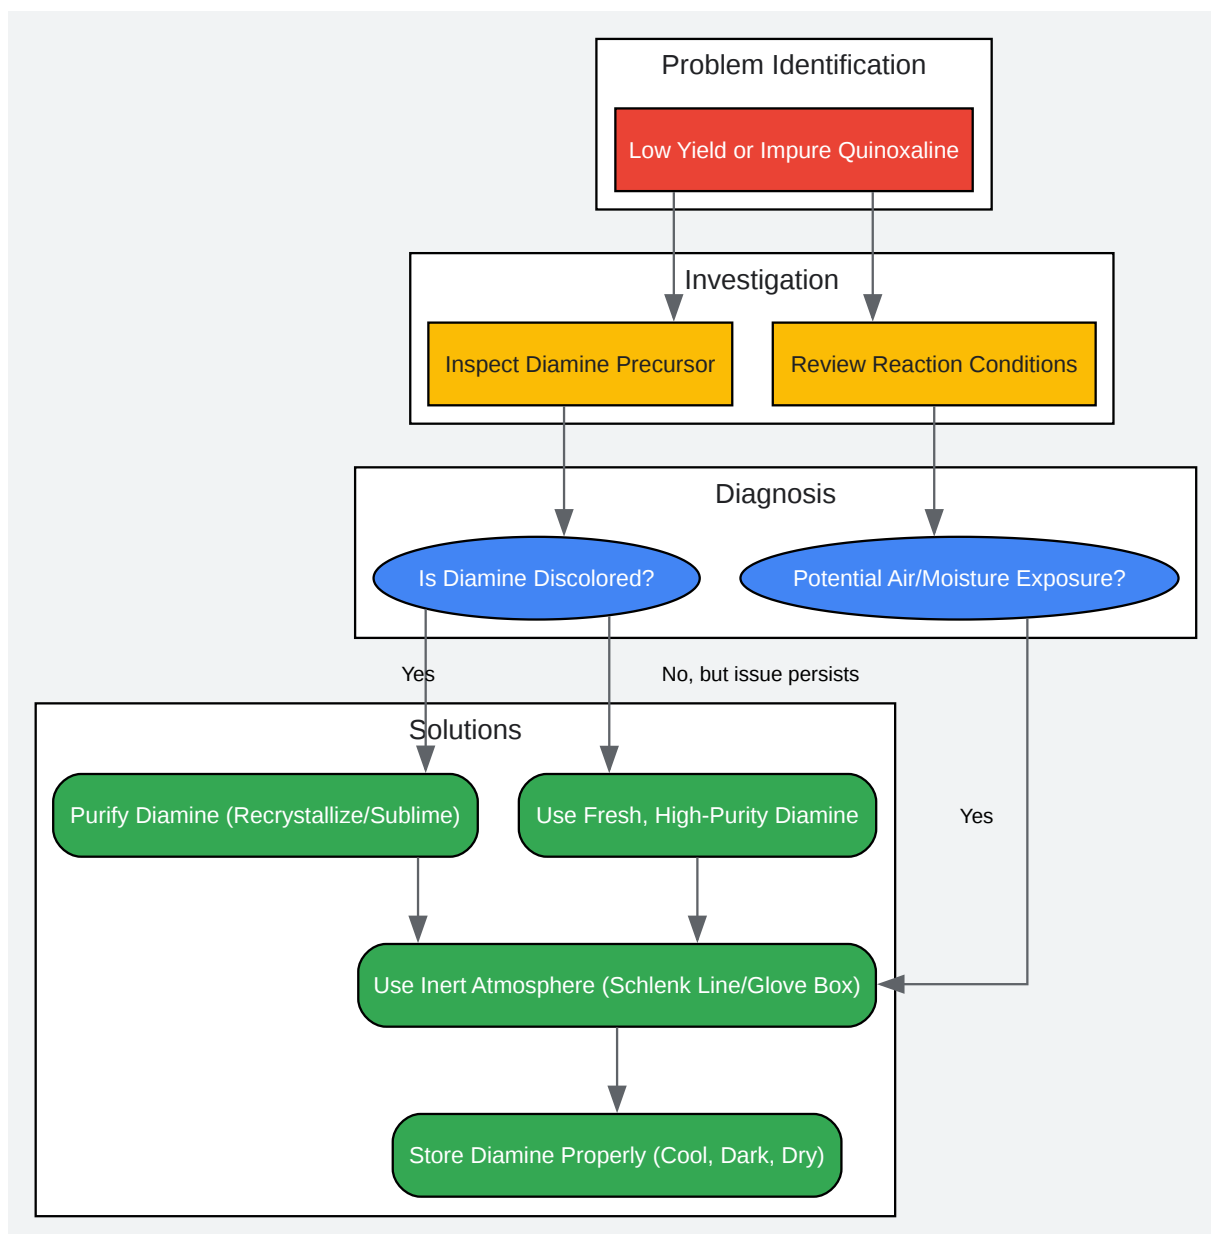 Problem Identification
Low Yield or Impure Quinoxaline
Investigation
Inspect Diamine Precursor
Review Reaction Conditions
Diagnosis
Is Diamine Discolored?
Potential Air/Moisture Exposure?
Yes
No, but issue persists
Solutions
Purify Diamine (Recrystallize/Sublime)
Use Fresh, High-Purity Diamine
Yes
Use Inert Atmosphere (Schlenk Line/Glove Box)
Store Diamine Properly (Cool, Dark, Dry)